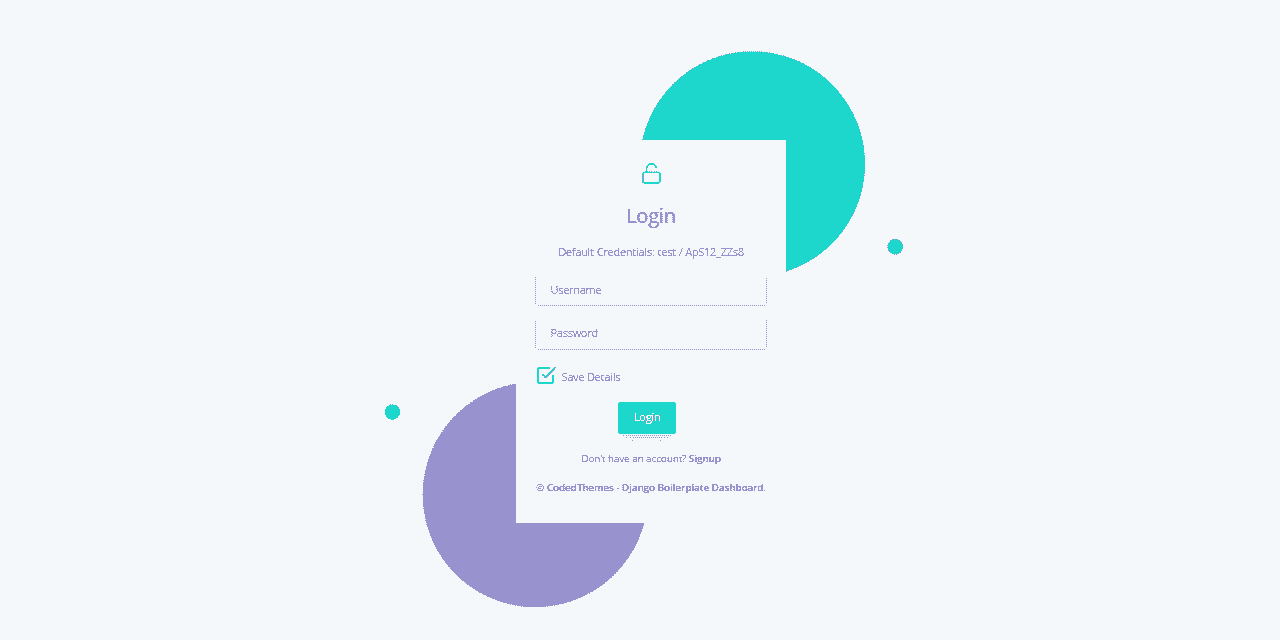 Login
Default Credentials: test / ApS12_ZZs8
Username
Password
Save Details
Login
Don't have an account? Signup
© CodedThemes - Django Boilerplate Dashboard.